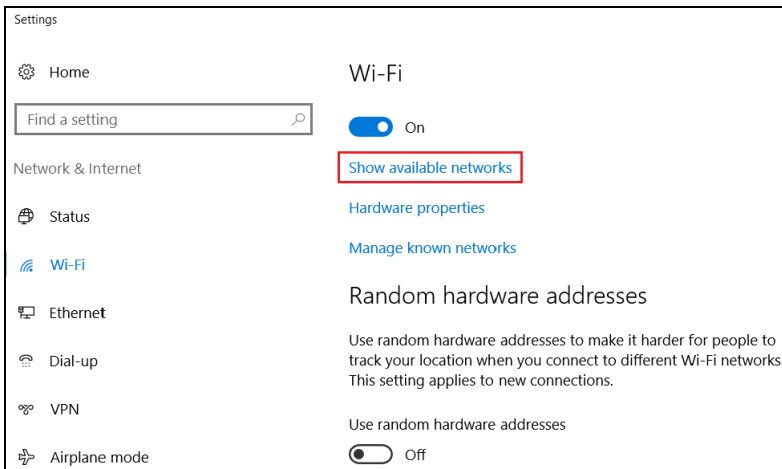 Settings
Home
Find a setting
Network & Internet
Status
Wi-Fi
Ethernet
Dial-up
VPN
Airplane mode
Wi-Fi
On
Show available networks
Hardware properties
Manage known networks
Random hardware addresses
Use random hardware addresses to make it harder for people to
track your location when you connect to different Wi-Fi networks.
This setting applies to new connections.
Use random hardware addresses
Off